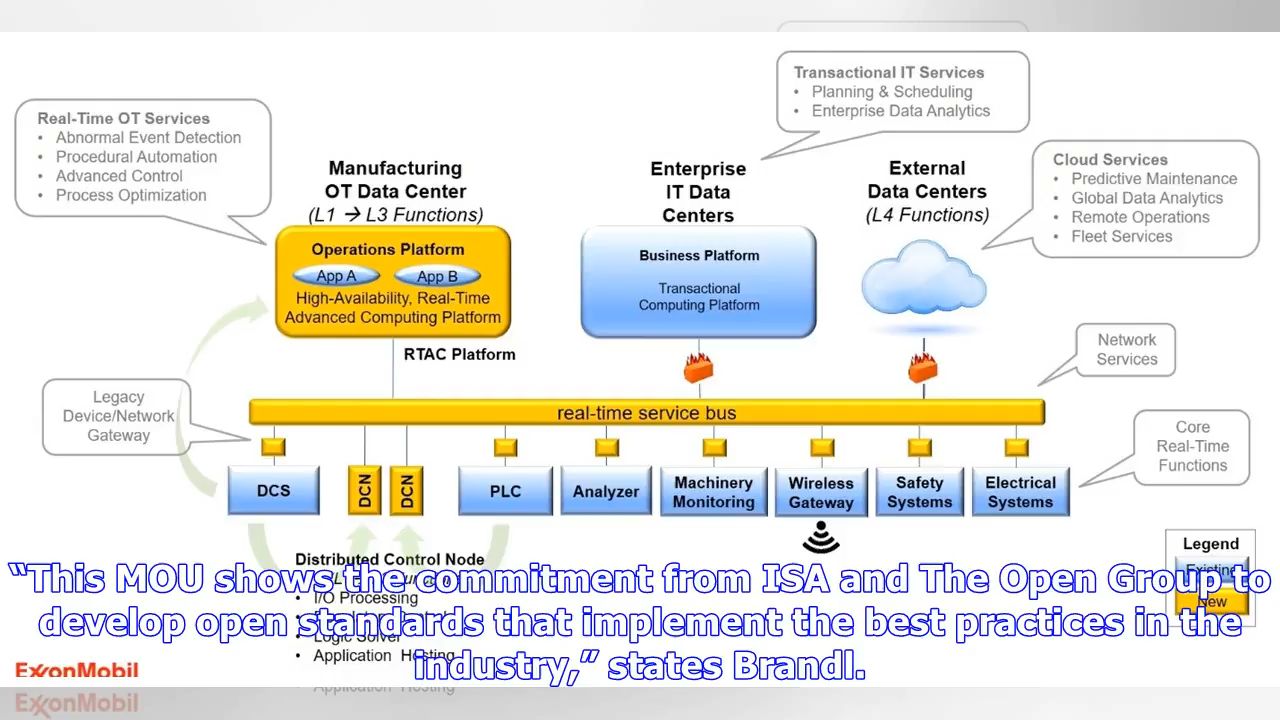 Transactional IT Services
• Planning & Scheduling
• Enterprise Data Analytics
Real-Time OT Services
• Abnormal Event Detection
• Procedural Automation
• Advanced Control
• Process Optimization
Cloud Services
• Predictive Maintenance
• Global Data Analytics
• Remote Operations
• Fleet Services
Manufacturing
OT Data Center
(L1 → L3 Functions)
Enterprise
IT Data
Centers
External
Data Centers
(L4 Functions)
Operations Platform
App A
App B
High-Availability, Real-Time
Advanced Computing Platform
RTAC Platform
Business Platform
Transactional
Computing Platform
Network
Services
Legacy
Device/Network
Gateway
real-time service bus
Core
Real-Time
Functions
DCS
DCN
DCN
PLC
Analyzer
Machinery
Monitoring
Wireless
Gateway
Safety
Systems
Electrical
Systems
Distributed Control Node
• I/O Processing
Logic Solver
• Application Hosting
Legend
Existing
New
“This MOU shows the commitment from ISA and The Open Group to
develop open standards that implement the best practices in the
industry,” states Brandl.
ExxonMobil
Application Hosting
ExxonMobil